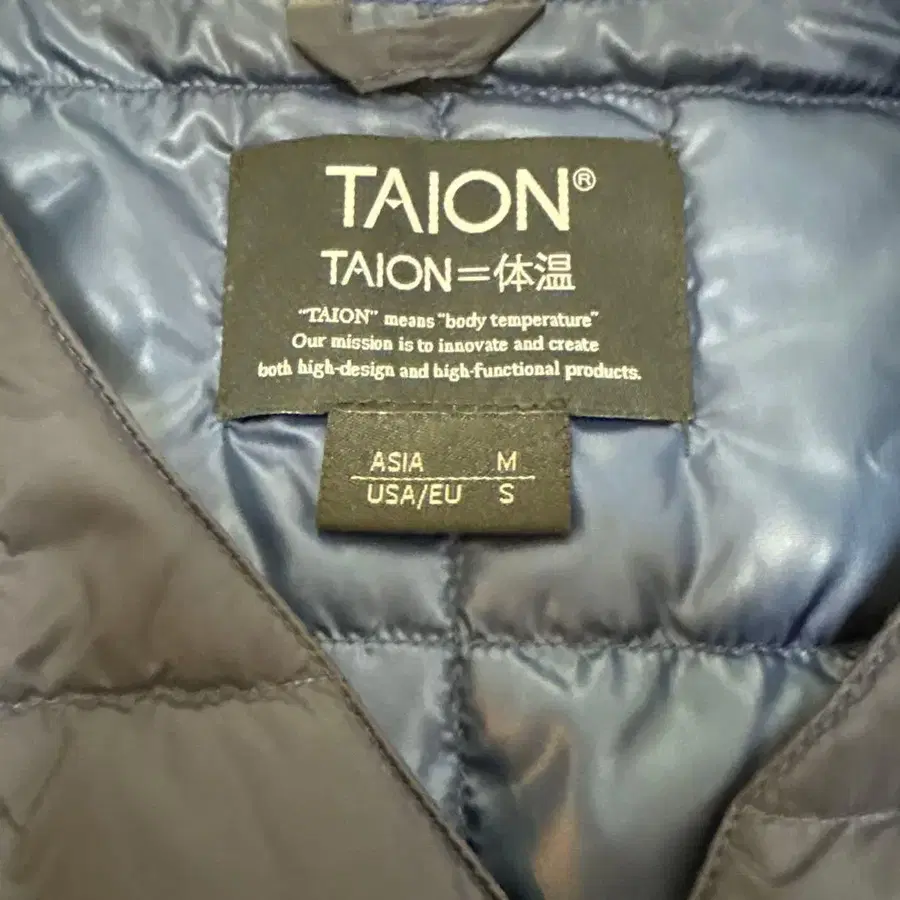 TAION®
TAION=体温
"TAION" means "body temperature"
Our mission is to innovate and create
both high-design and high-functional products.
ASIA M
USA/EU S